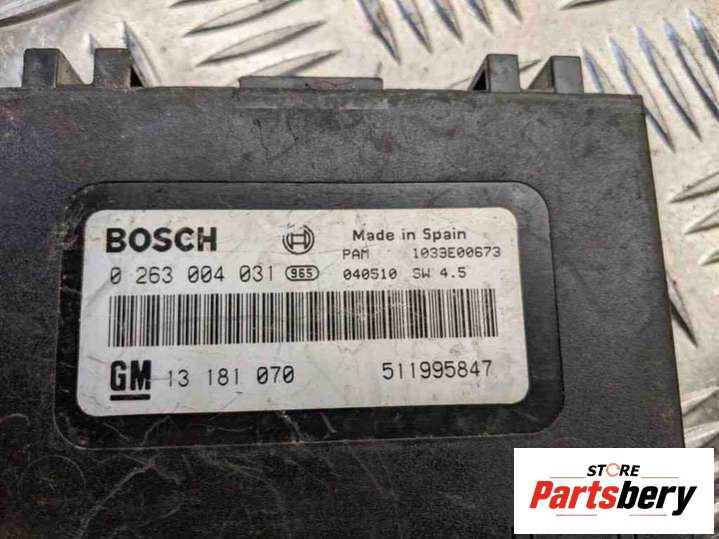 BOSCH
Made in Spain
PAM 1033E00673
0 263 004 031 965 040510 SW 4.5
GM 13 181 070 511995847
STORE
Partsbery